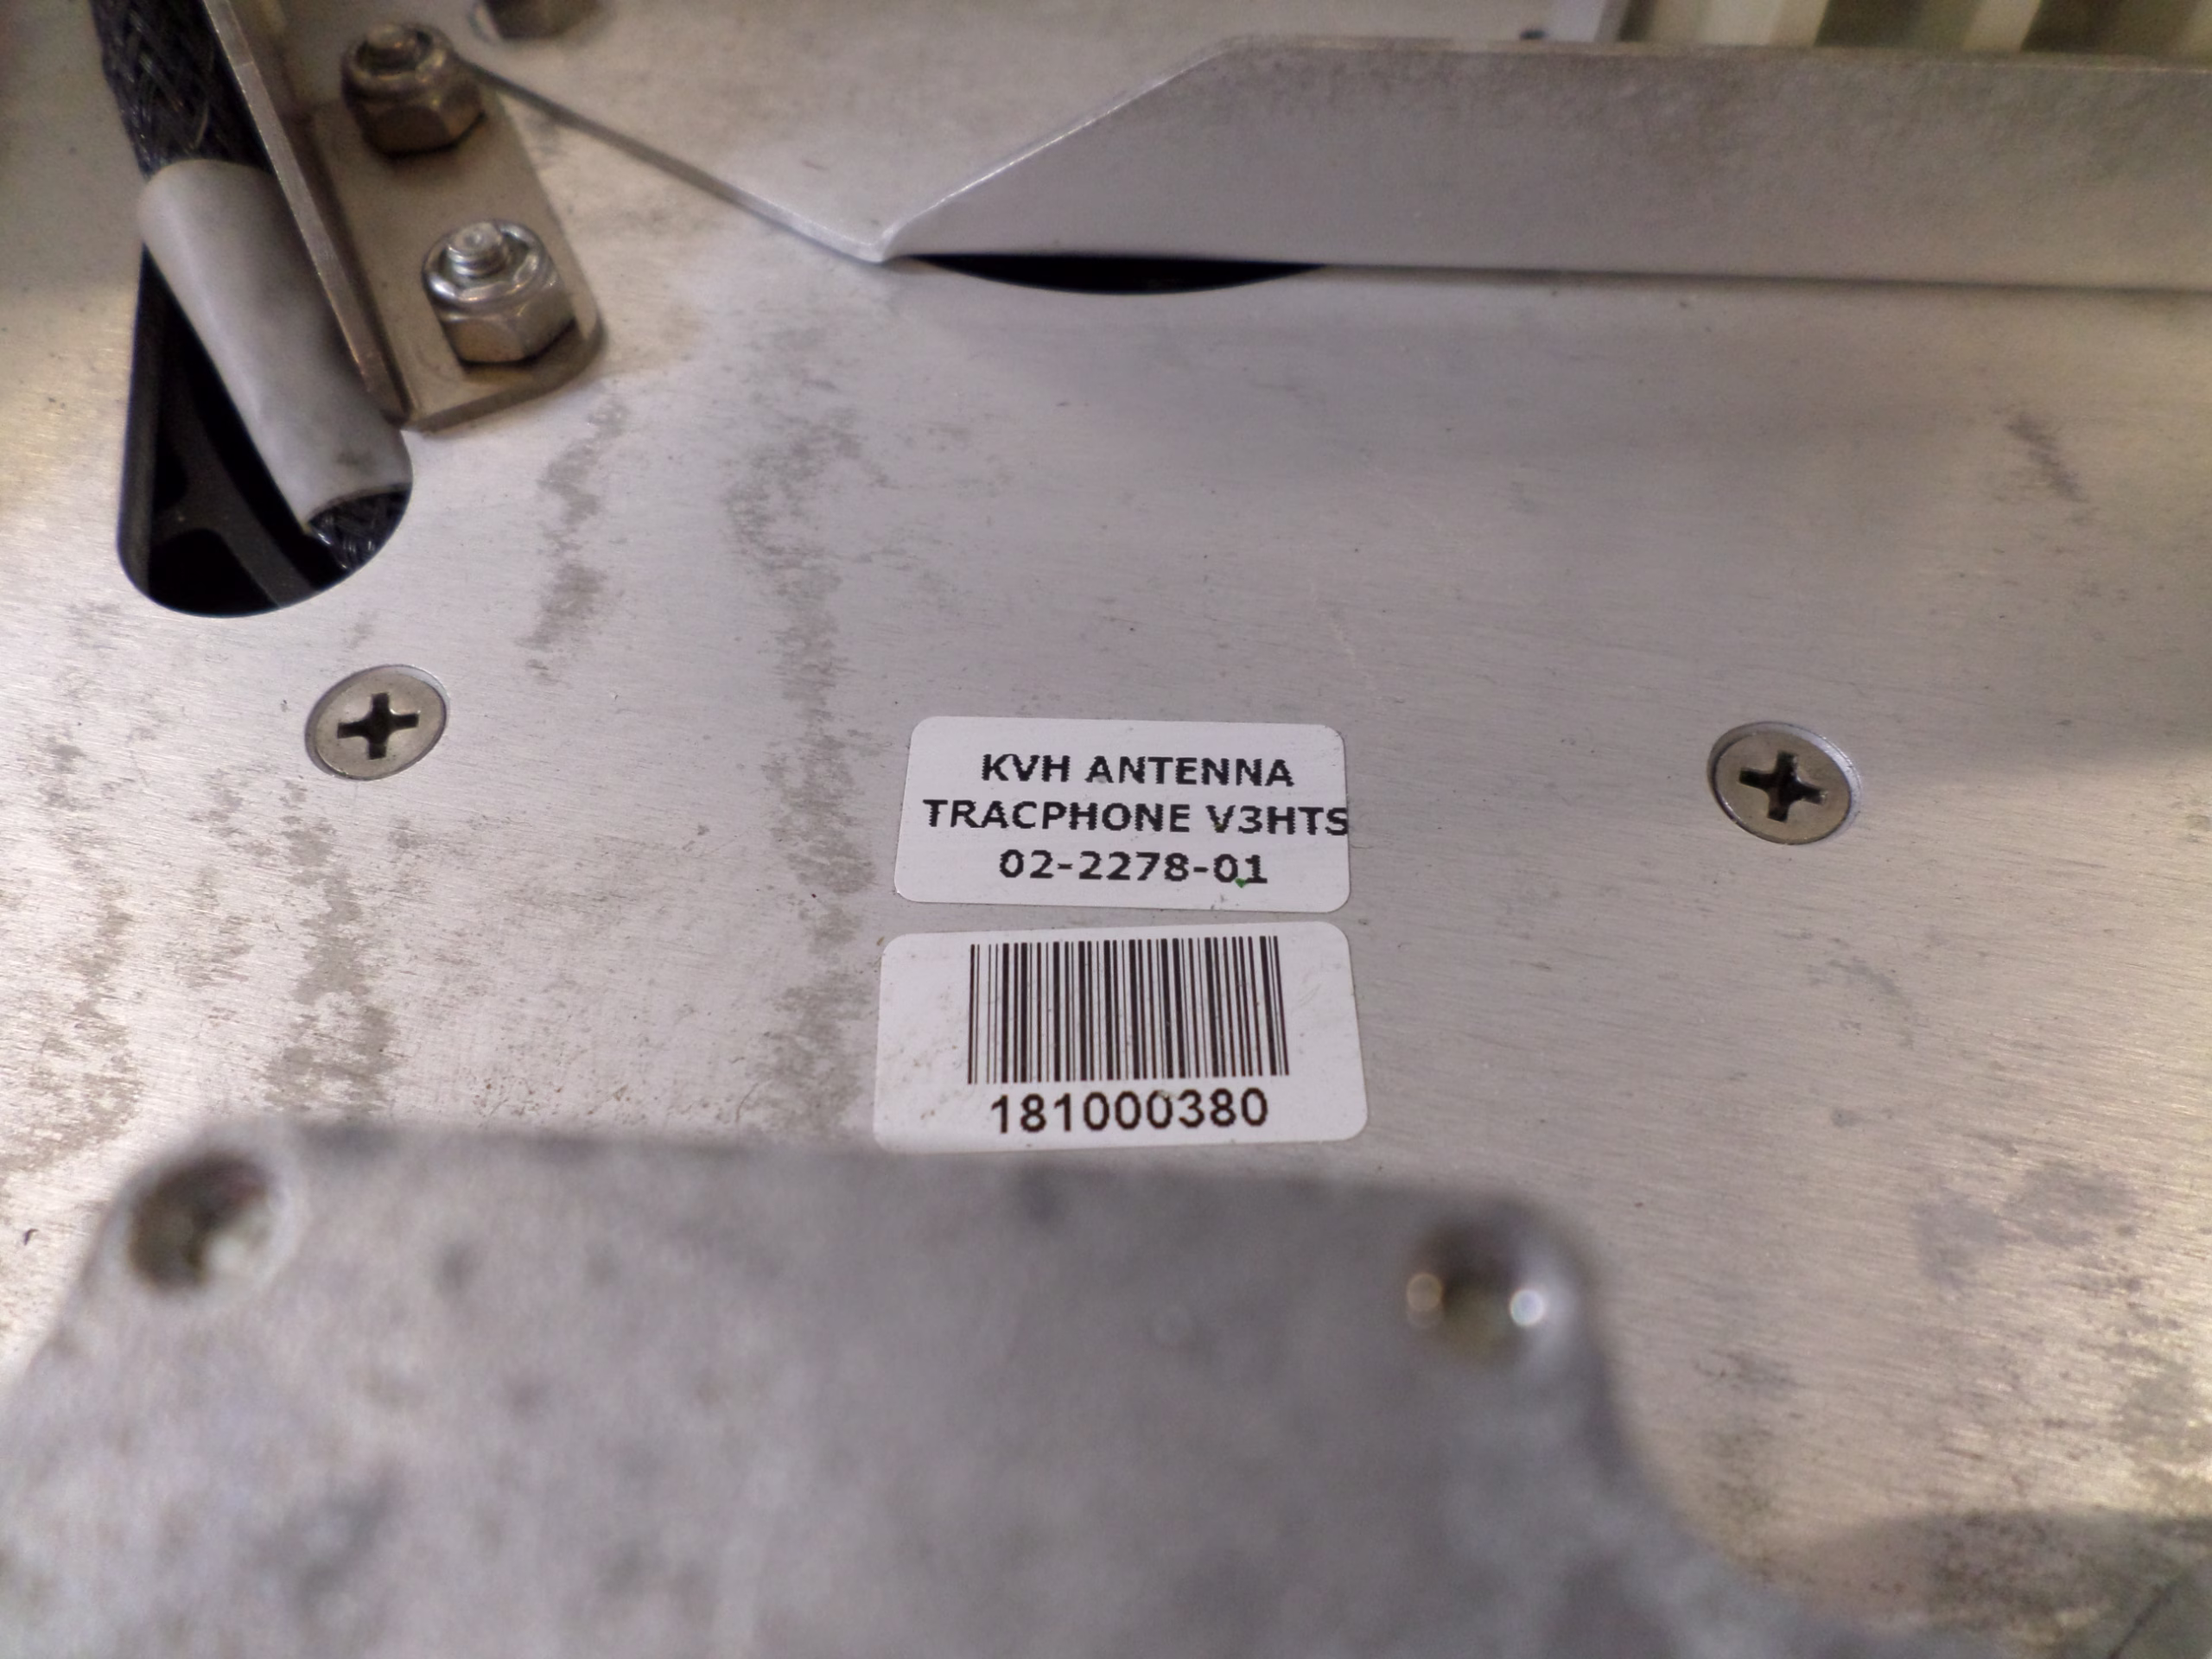 KVH ANTENNA
TRACPHONE V3HTS
02-2278-01
181000380